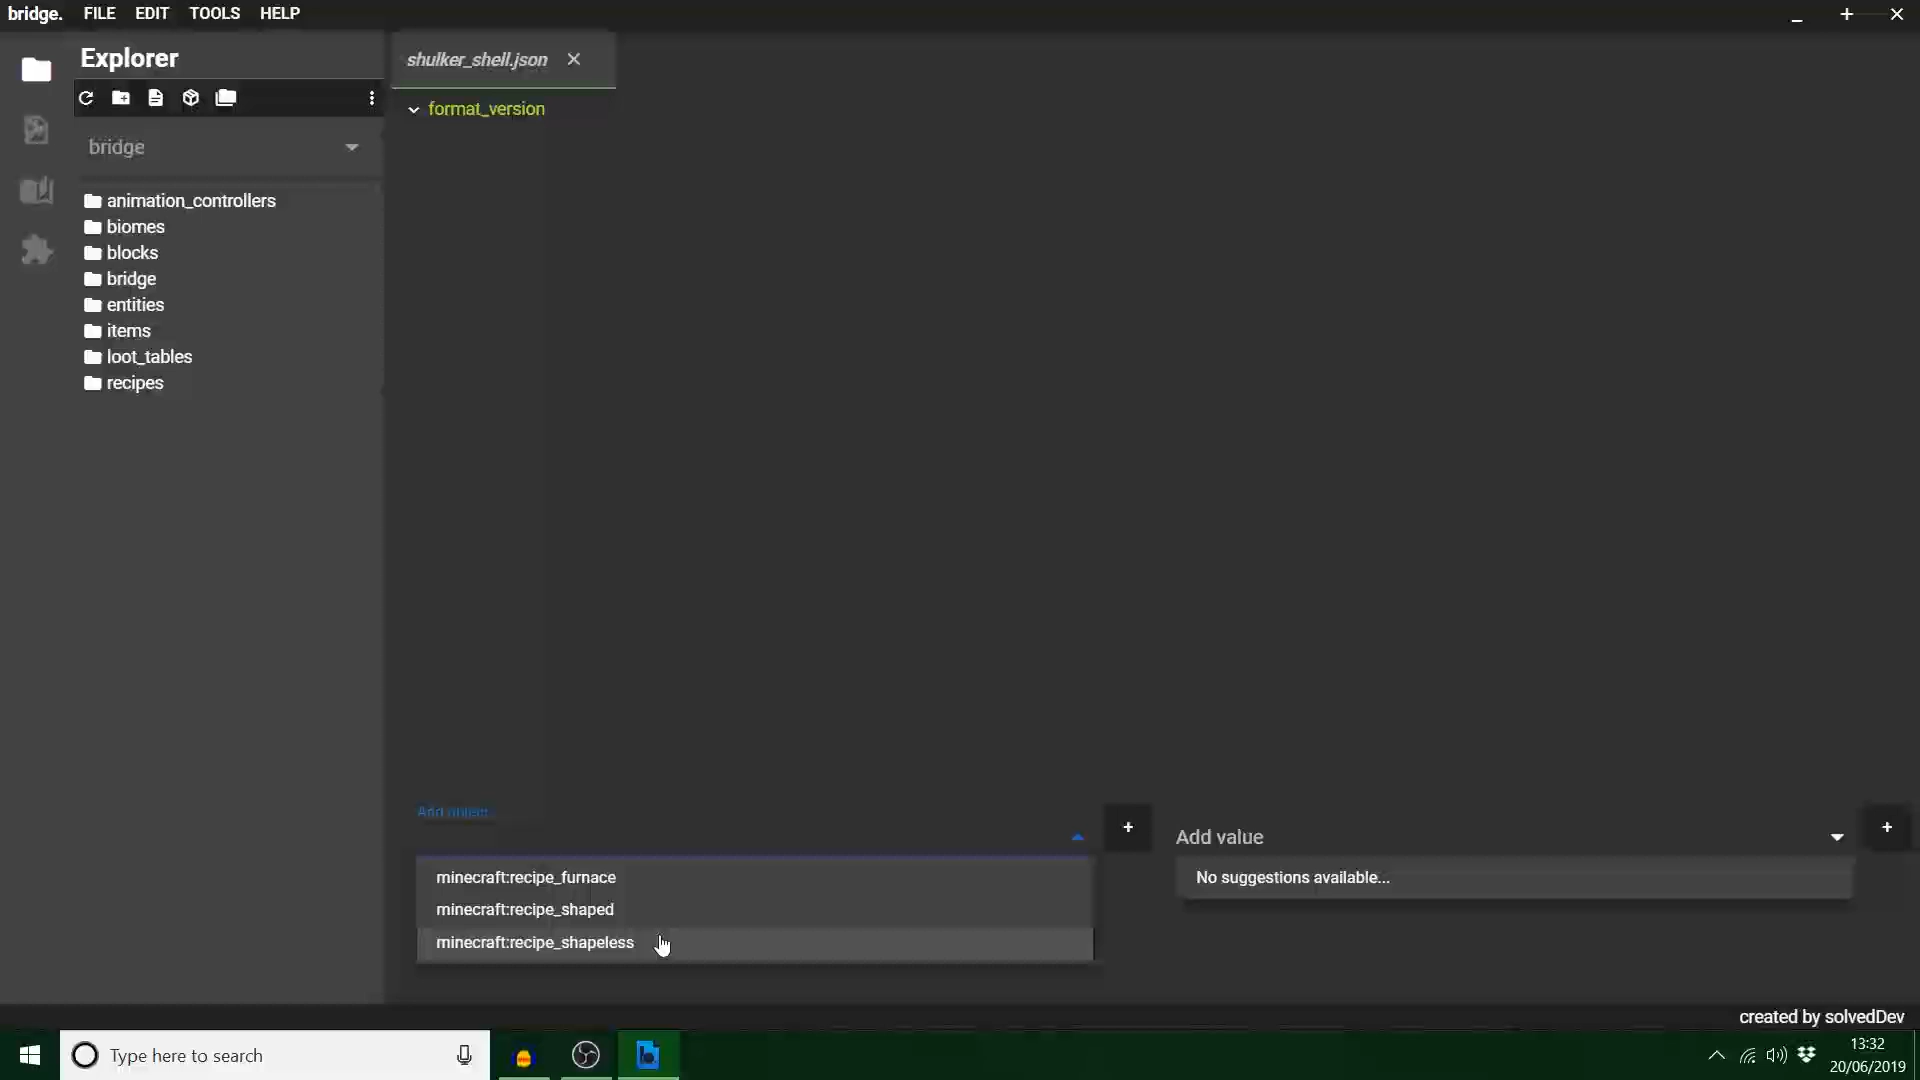 bridge. FILE EDIT TOOLS HELP
Explorer
bridge
animation_controllers
biomes
blocks
bridge
entities
items
loot_tables
recipes
shulker_shell.json
format_version
Add object
minecraft:recipe_furnace
minecraft:recipe_shaped
minecraft:recipe_shapeless
+
Add value
No suggestions available...
+
created by solvedDev
Type here to search
13:32
20/06/2019